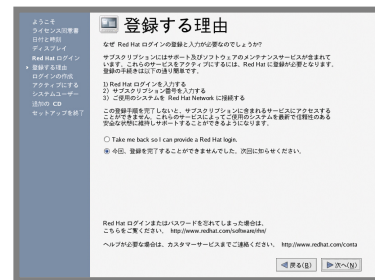 ようこそ
ライセンス同意書
日付と時刻
ディスプレイ
Red Hat ログイン
登録する理由
ログインの作成
アクティブにする
システムユーザー
追加の CD
セットアップを終了
登録する理由
なぜ Red Hat ログインの登録と入力が必要なのでしょうか?
サブスクリプションにはサポート及びソフトウェアのメンテナンスサービスが含まれて
います。これらのサービスをアクティブにするには、Red Hat に登録が必要となります。
登録の手続きは以下の通り簡単です。
1) Red Hat ログインを入力する
2) サブスクリプション番号を入力する
3) ご使用のシステムを Red Hat Network に接続する
この登録手順を完了しないと、サブスクリプションに含まれるサービスにアクセスする
ことができません。これらのサービスによってご使用のシステムを最新で信頼性のある
安全な状態に維持しサポートすることができるようになります。
Take me back so I can provide a Red Hat login.
今回、登録を完了することができませんでした。次回に知らせください。
Red Hat ログインまたはパスワードを忘れてしまった場合は、
こちらをご覧ください。 http://www.redhat.com/software/rhn/
ヘルプが必要な場合は、カスタマーサービスまでご連絡ください。 http://www.redhat.com/conta
戻る(B)
次へ(N)